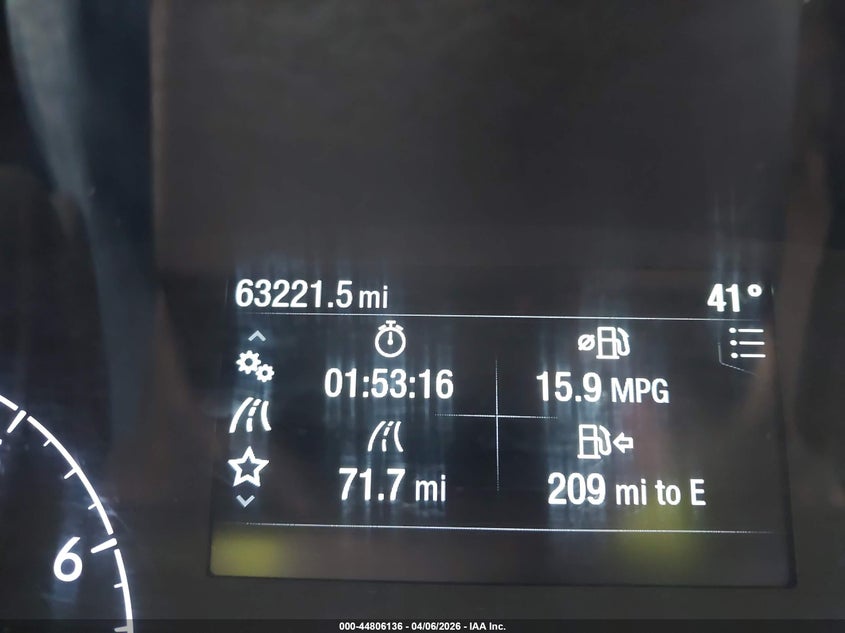 63221.5 mi 41°
01:53:16 ⌀ 15.9 MPG
71.7 mi 209 mi to E
6
000-44806136 - 04/06/2026 - IAA Inc.